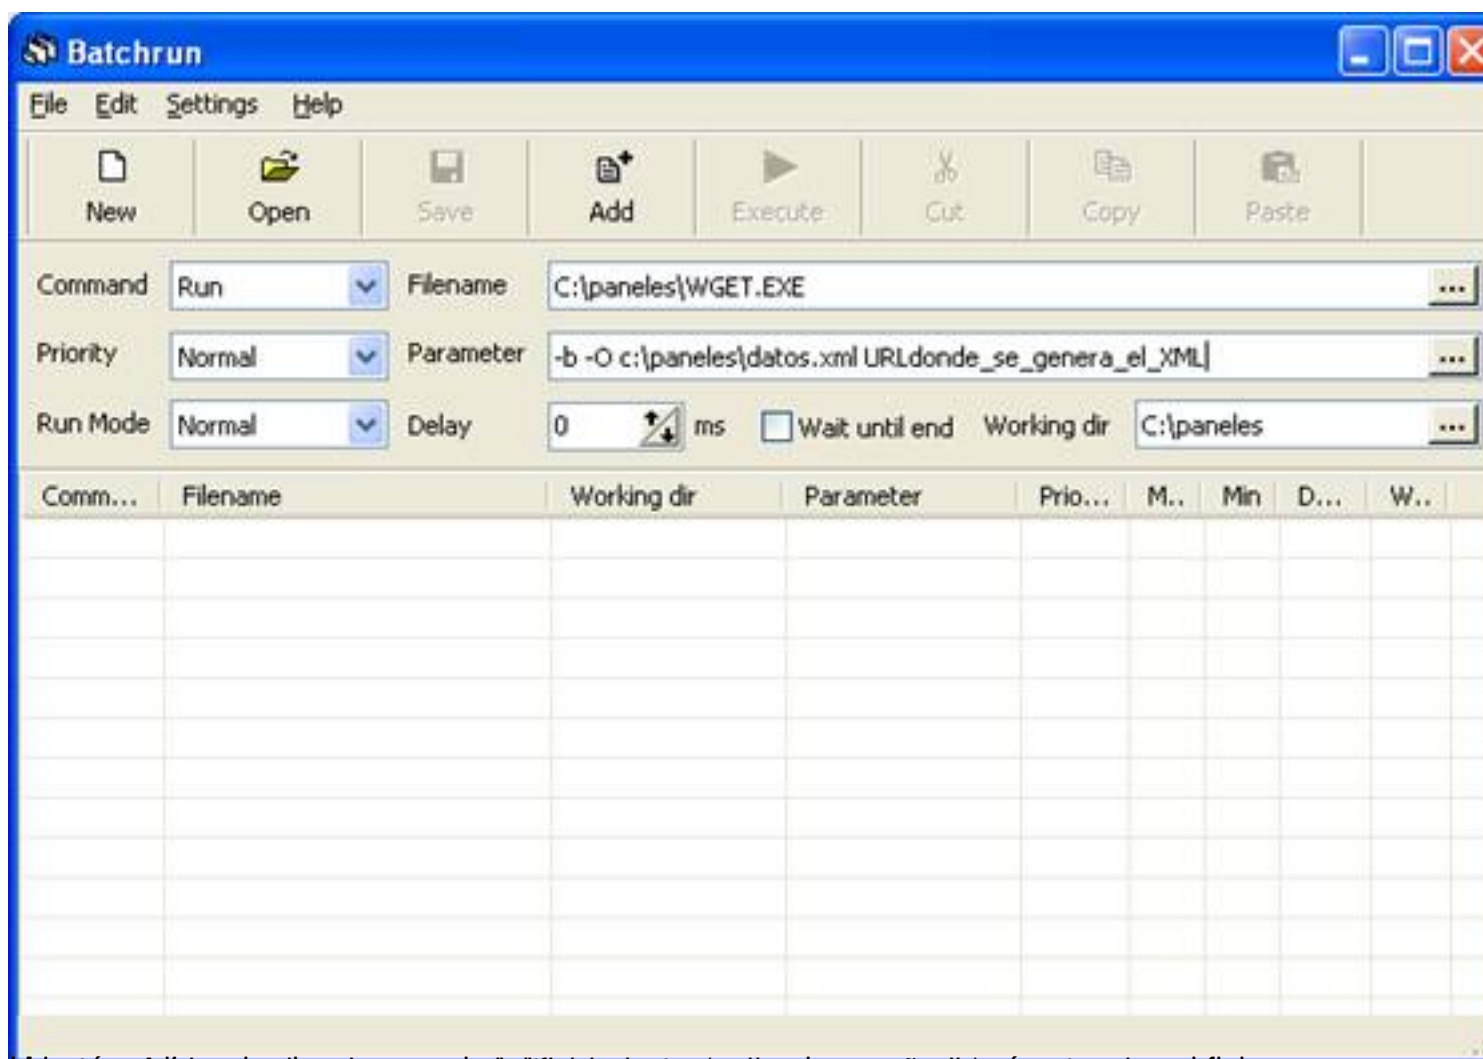 Batchrun
File Edit Settings Help
New Open Save Add Execute Cut Copy Paste
Command Run Filename C:\paneles\WGET.EXE ...
Priority Normal Parameter -b -O c:\paneles\datos.xml URLdonde_se_genera_el_XML ...
Run Mode Normal Delay 0 ms Wait until end Working dir C:\paneles ...
Comm... Filename Working dir Parameter Prio... M.. Min D... W..